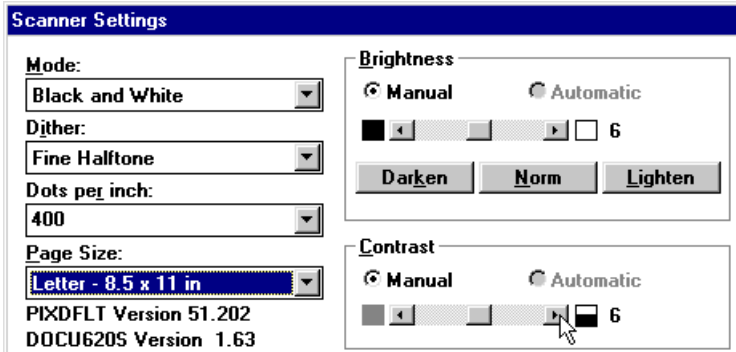 Scanner Settings
Mode:
Black and White
Dither:
Fine Halftone
Dots per inch:
400
Page Size:
Letter - 8.5 x 11 in
PIXDFLT Version 51.202
DOCU620S Version 1.63
Brightness
Manual Automatic
6
Darken Norm Lighten
Contrast
Manual Automatic
6